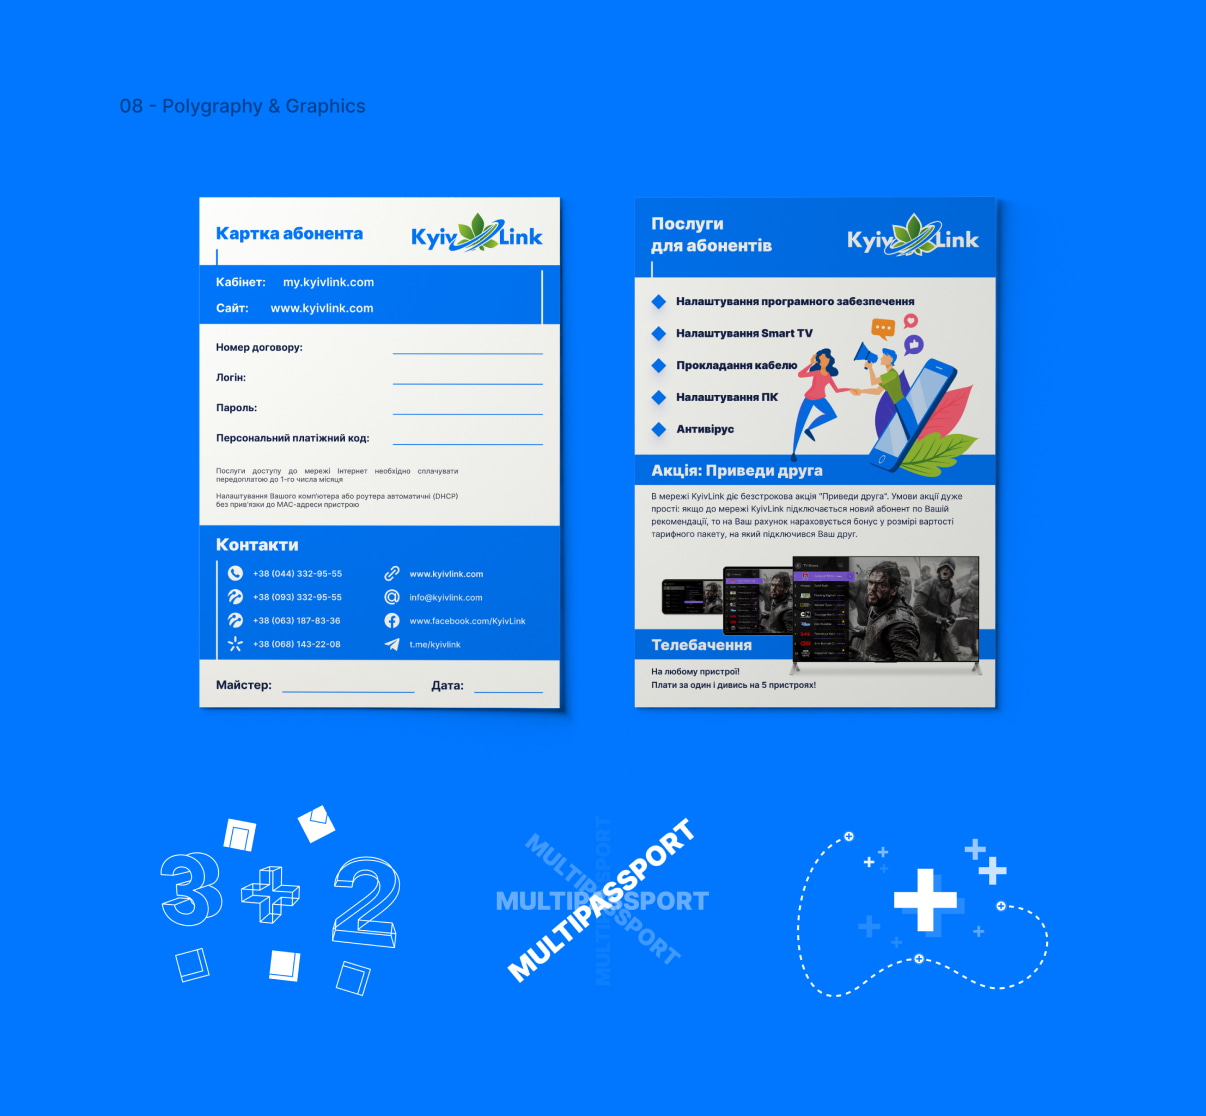 08 - Polygraphy & Graphics
Картка абонента
Kyiv Link
Кабінет: my.kyivlink.com
Сайт: www.kyivlink.com
Номер договору:
Логін:
Пароль:
Персональний платіжний код:
Послуги доступу до мережі Інтернет необхідно сплачувати
передоплатою до 1-го числа місяця
Налаштування Вашого комп'ютера або роутера автоматичні (DHCP)
без прив'язки до MAC-адреси пристрою
Контакти
+38 (044) 332-95-55
www.kyivlink.com
+38 (093) 332-95-55
info@kyivlink.com
+38 (063) 187-83-36
www.facebook.com/KyivLink
+38 (068) 143-22-08
t.me/kyivlink
Майстер:
Дата:
Послуги
для абонентів
Kyiv Link
Налаштування програмного забезпечення
Налаштування Smart TV
Прокладання кабелю
Налаштування ПК
Антивірус
Акція: Приведи друга
В мережі KyivLink діє безстрокова акція "Приведи друга". Умови акції дуже
прості: якщо до мережі KyivLink підключається новий абонент по Вашій
рекомендації, то на Ваш рахунок нараховується бонус у розмірі вартості
тарифного пакету, на який підключився Ваш друг.
Телебачення
На любому пристрої!
Плати за один і дивись на 5 пристроях!
3 + 2
MULTIPASSPORT
MULTIPASSPORT
MULTIPASSPORT
MULTIPASSPORT